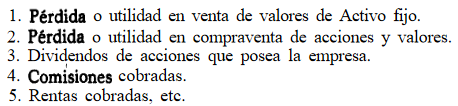 1. Pérdida o utilidad en venta de valores de Activo fijo.
2. Pérdida o utilidad en compraventa de acciones y valores.
3. Dividendos de acciones que posea la empresa.
4. Comisiones cobradas.
5. Rentas cobradas, etc.